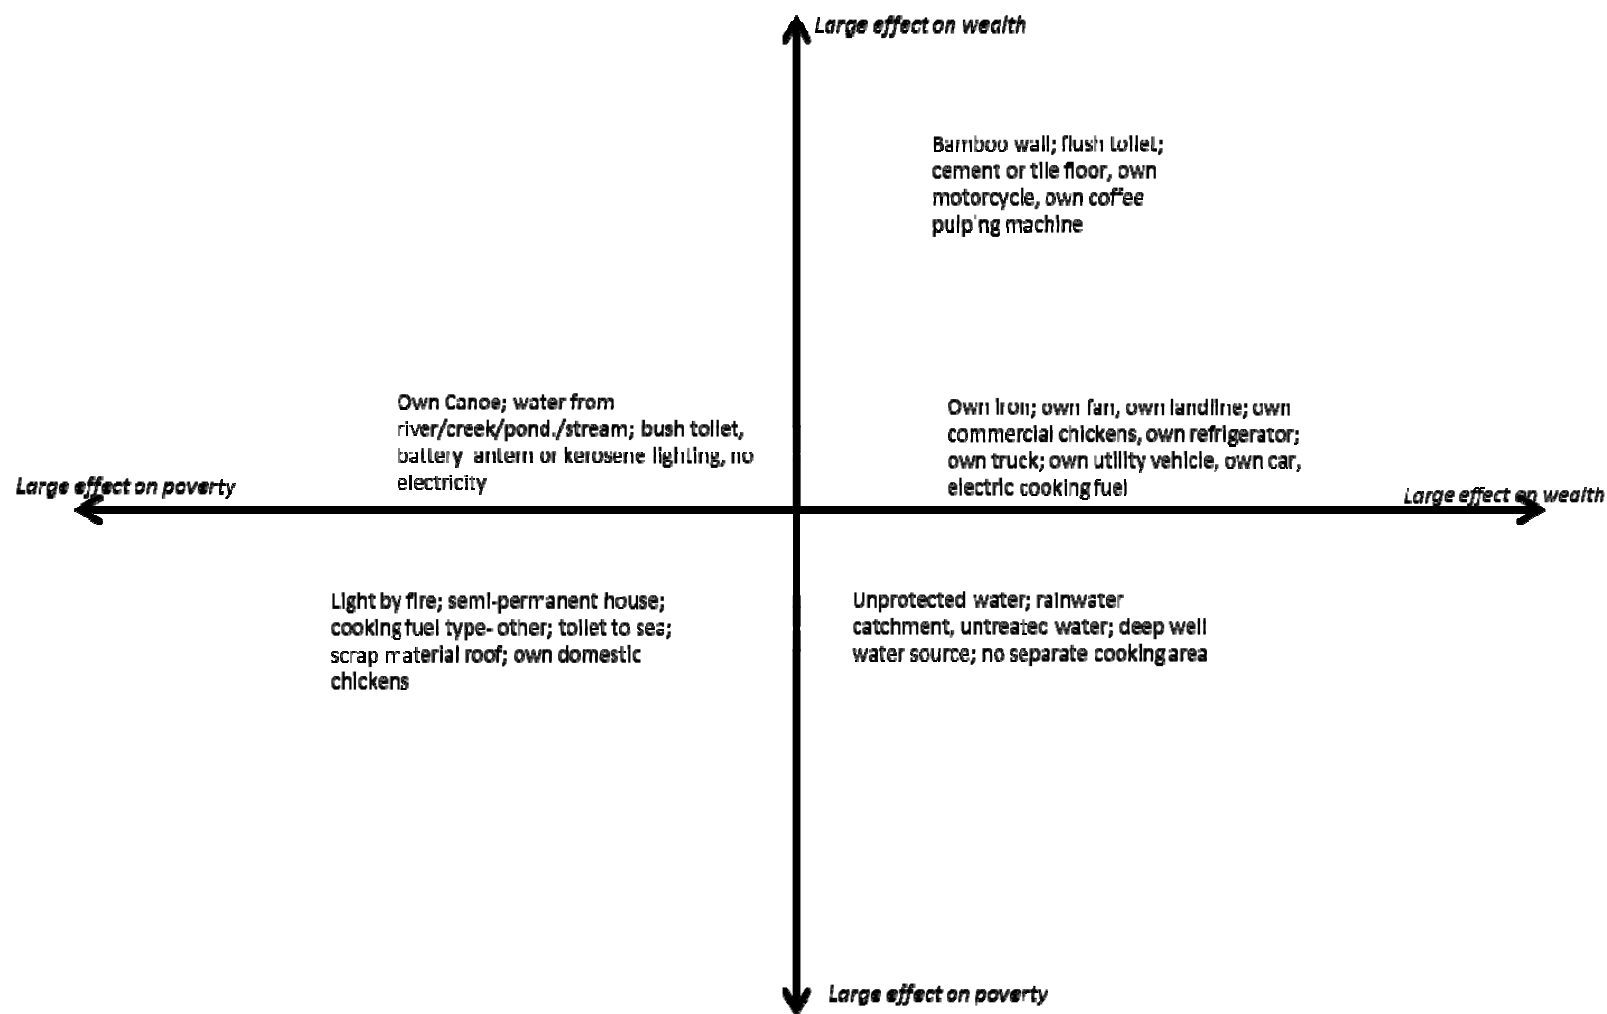 Large effect on wealth
Bamboo wall; flush toilet;
cement or tile floor, own
motorcycle, own coffee
pulping machine
Own Canoe; water from
river/creek/pond./stream; bush toilet,
battery lantern or kerosene lighting, no
electricity
Own Iron; own fan, own landline; own
commercial chickens, own refrigerator;
own truck; own utility vehicle, own car,
electric cooking fuel
Large effect on poverty
Large effect on wealth
Light by fire; semi-permanent house;
cooking fuel type- other; toilet to sea;
scrap material roof; own domestic
chickens
Unprotected water; rainwater
catchment, untreated water; deep well
water source; no separate cooking area
Large effect on poverty